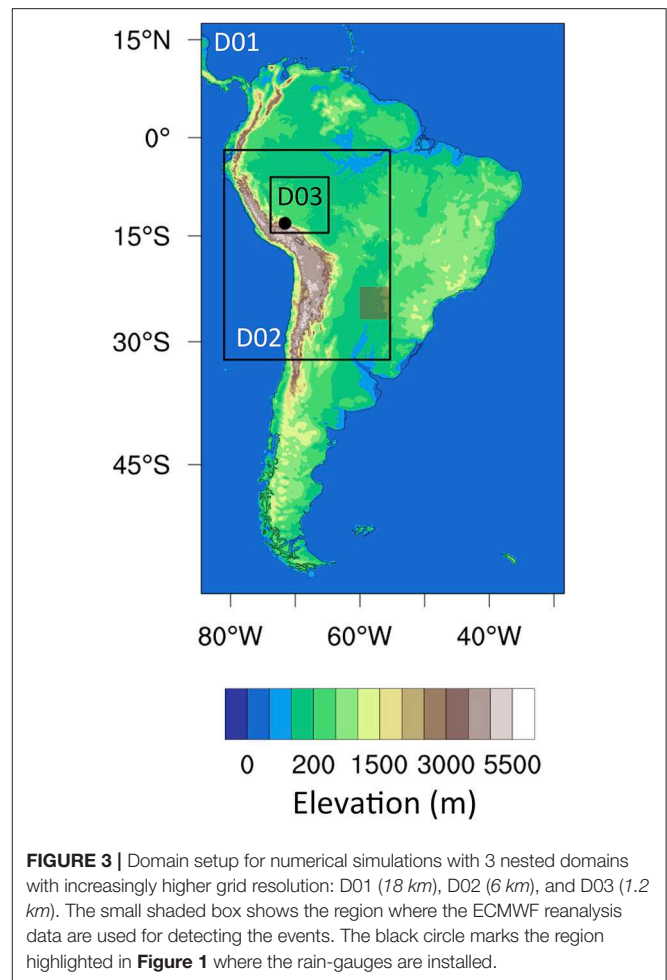 15°N
D01
0°
D03
15°S
D02
30°S
45°S
80°W 60°W 40°W
0 200 1500 3000 5500
Elevation (m)
FIGURE 3 | Domain setup for numerical simulations with 3 nested domains
with increasingly higher grid resolution: D01 (18 km), D02 (6 km), and D03 (1.2
km). The small shaded box shows the region where the ECMWF reanalysis
data are used for detecting the events. The black circle marks the region
highlighted in Figure 1 where the rain-gauges are installed.